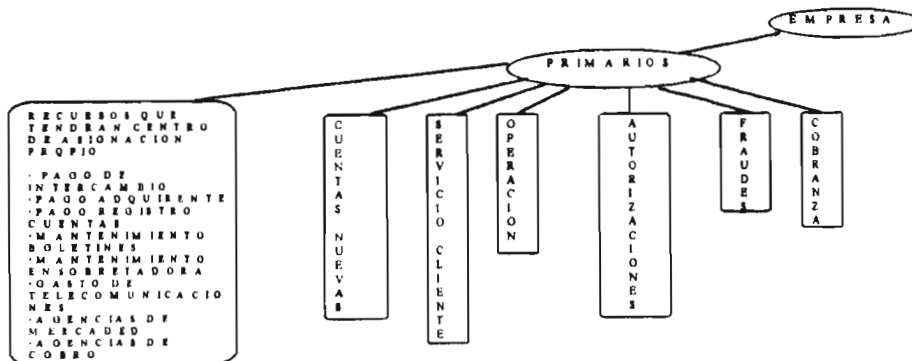 EMPRESA
PRIMARIOS
RECURSOS QUE
TENDRAN CENTRO
DE ASIGNACION
PROPIO
· PAGO DE
INTERCAMBIO
·PAGO ADQUIRENTE
·PAGO REGISTRO
CUENTAS
·MANTENIMIENTO
BOLETINES
·MANTENIMIENTO
ENSOBRETADORA
·GASTO DE
TELECOMUNICACIO
NES
·AGENCIAS DE
MERCADEO
·AGENCIAS DE
COBRO
CUENTAS NUEVAS
SERVICIO CLIENTE
OPERACION
AUTORIZACIONES
FRAUDES
COBRANZA